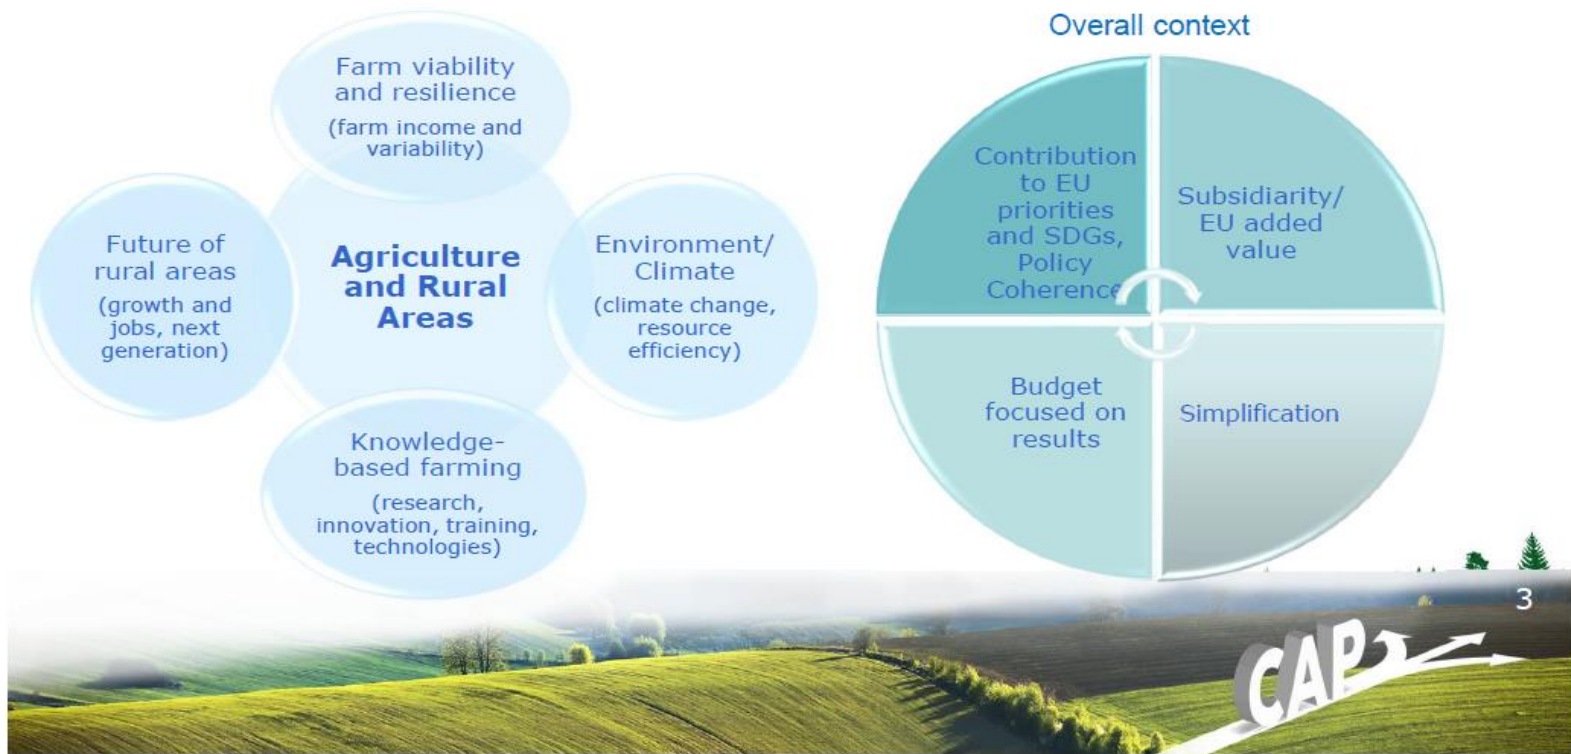 Overall context
Farm viability
and resilience
(farm income and
variability)
Future of
rural areas
(growth and
jobs, next
generation)
Agriculture
and Rural
Areas
Environment/
Climate
(climate change,
resource
efficiency)
Knowledge-
based farming
(research,
innovation, training,
technologies)
Contribution
to EU
priorities
and SDGs,
Policy
Coherence
Subsidiarity/
EU added
value
Budget
focused on
results
Simplification
3
CAP